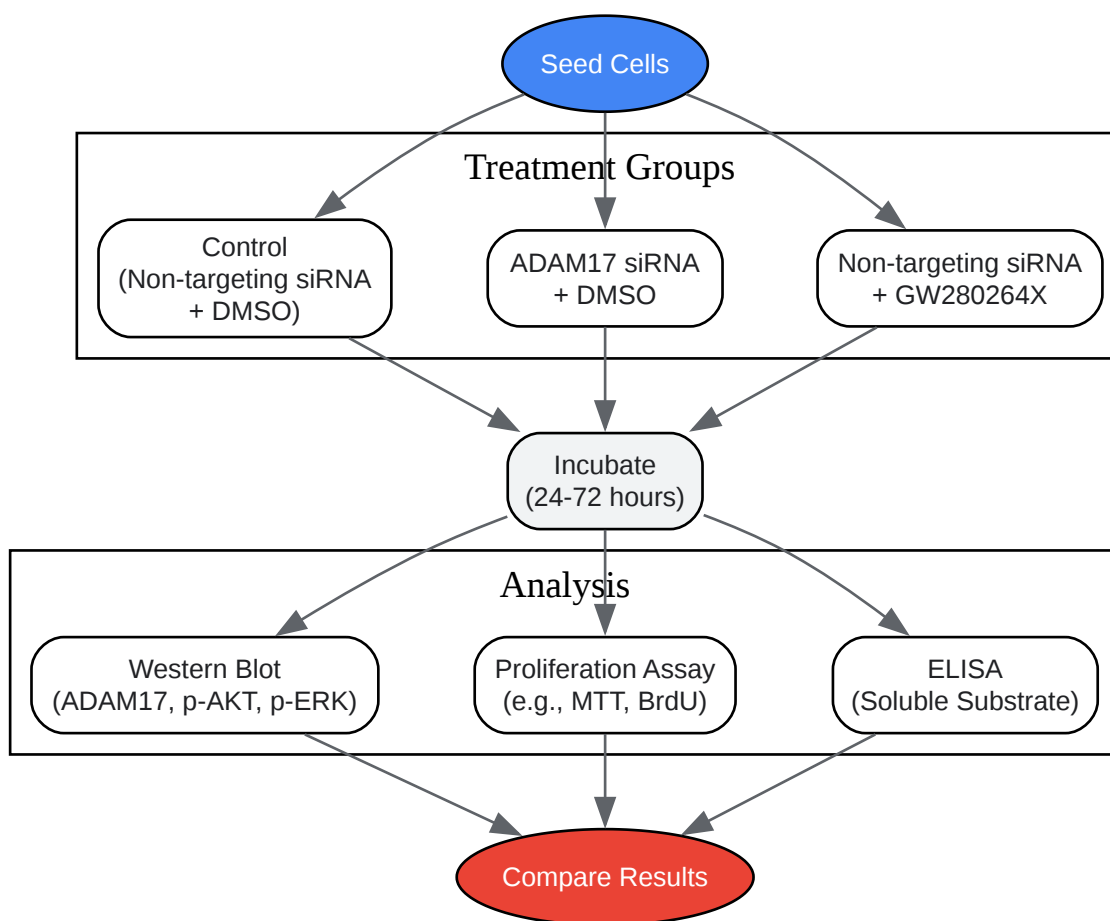 Seed Cells
Treatment Groups
Control
(Non-targeting siRNA
+ DMSO)
ADAM17 siRNA
+ DMSO
Non-targeting siRNA
+ GW280264X
Incubate
(24-72 hours)
Analysis
Western Blot
(ADAM17, p-AKT, p-ERK)
Proliferation Assay
(e.g., MTT, BrdU)
ELISA
(Soluble Substrate)
Compare Results